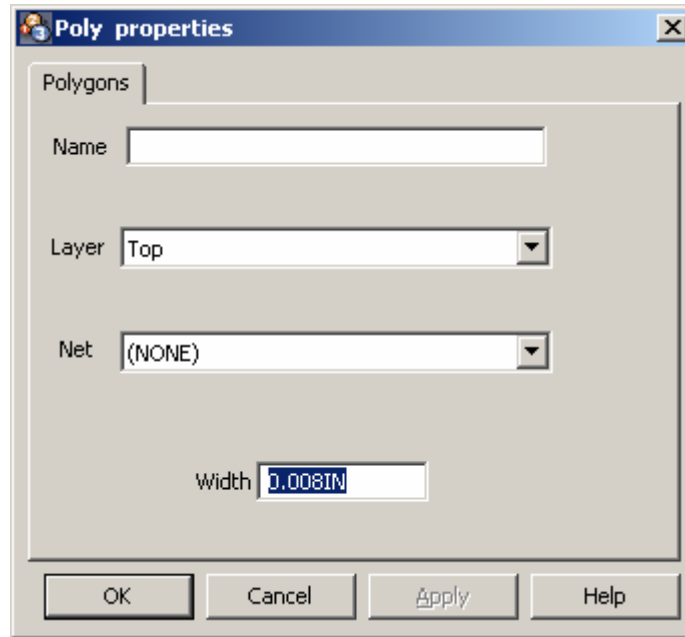 Poly properties
Polygons
Name
Layer Top
Net (NONE)
Width 0.008IN
OK Cancel Apply Help